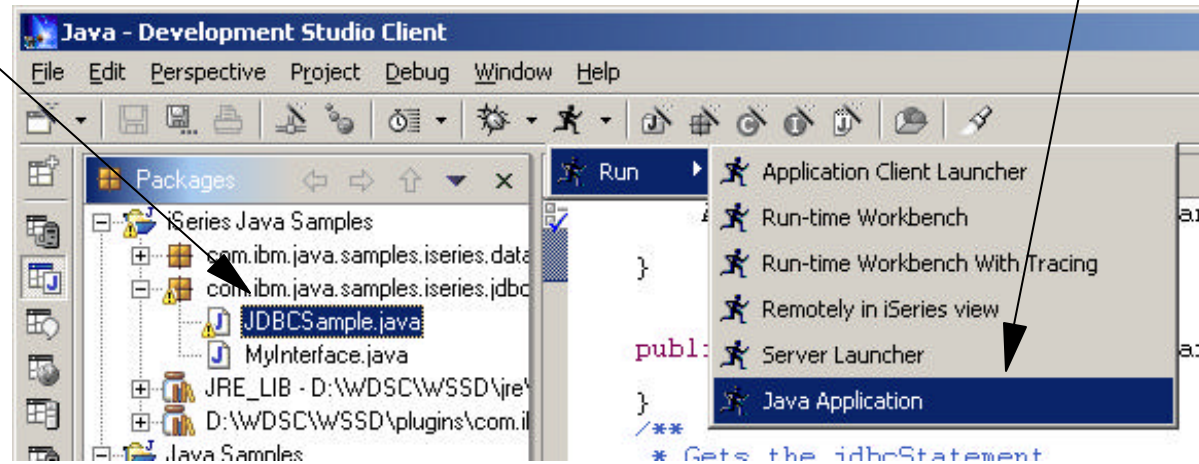 Java - Development Studio Client
File Edit Perspective Project Debug Window Help
Packages
iSeries Java Samples
com.ibm.java.samples.iseries.data
com.ibm.java.samples.iseries.jdbc
JDBCSample.java
MyInterface.java
JRE_LIB - D:\WDSC\WSSD\jre\
D:\WDSC\WSSD\plugins\com.i
Java Samples
Run
Application Client Launcher
Run-time Workbench
Run-time Workbench With Tracing
Remotely in iSeries view
Server Launcher
Java Application
}
publi
}
/**
* Gets the jdbcStatement